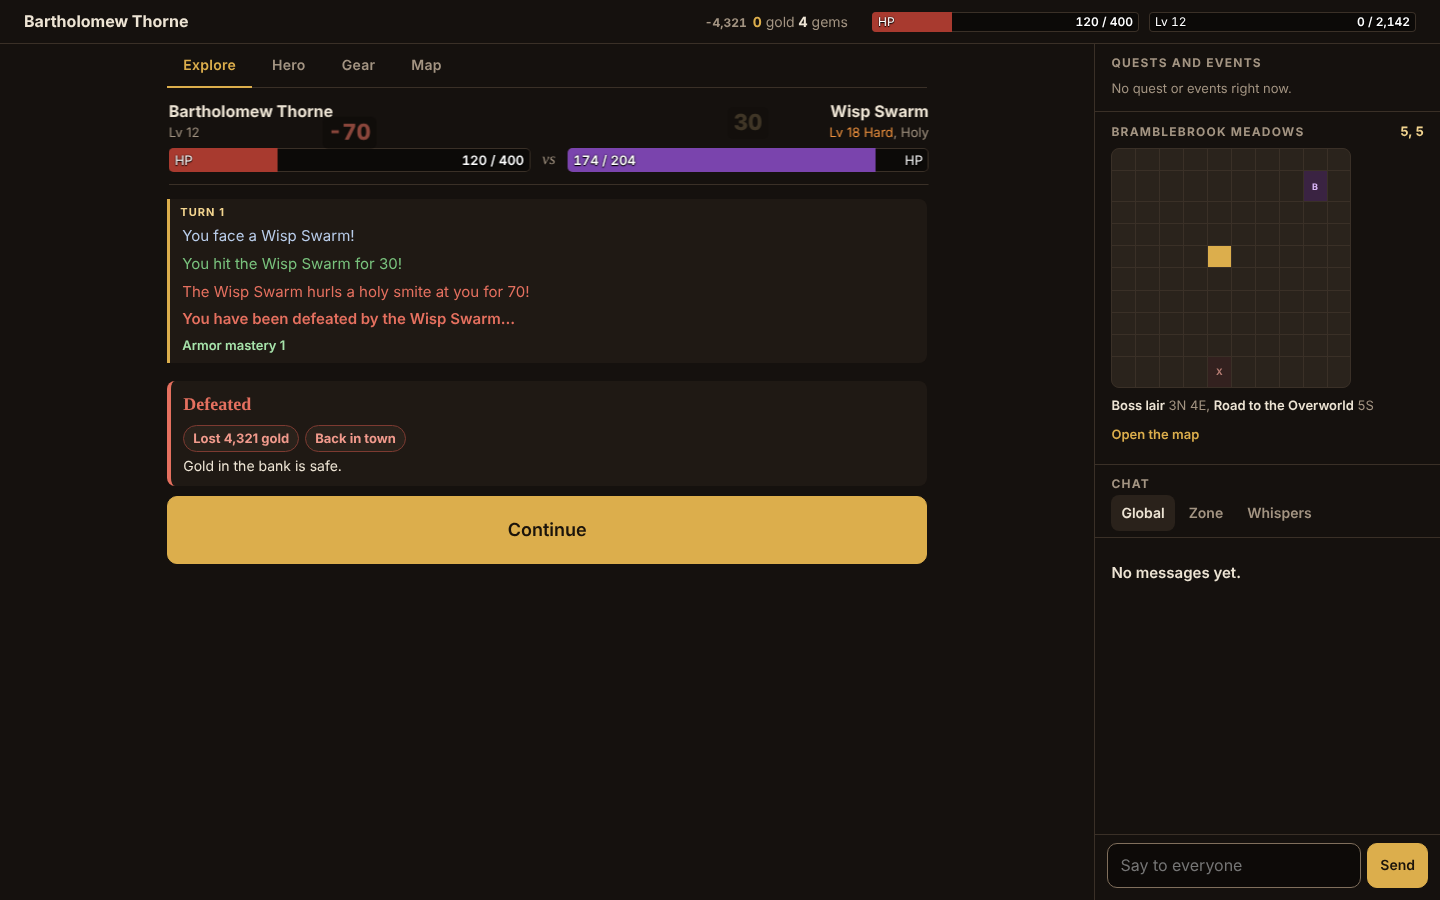 Bartholomew Thorne
-4,321 0 gold 4 gems
HP 120 / 400
Lv 12 0 / 2,142
Explore Hero Gear Map
Bartholomew Thorne
Lv 12
-70
30
Wisp Swarm
Lv 18 Hard, Holy
HP 120 / 400
vs
174 / 204 HP
TURN 1
You face a Wisp Swarm!
You hit the Wisp Swarm for 30!
The Wisp Swarm hurls a holy smite at you for 70!
You have been defeated by the Wisp Swarm...
Armor mastery 1
Defeated
Lost 4,321 gold Back in town
Gold in the bank is safe.
Continue
QUESTS AND EVENTS
No quest or events right now.
BRAMBLEBROOK MEADOWS 5, 5
B
X
Boss lair 3N 4E, Road to the Overworld 5S
Open the map
CHAT
Global Zone Whispers
No messages yet.
Say to everyone Send